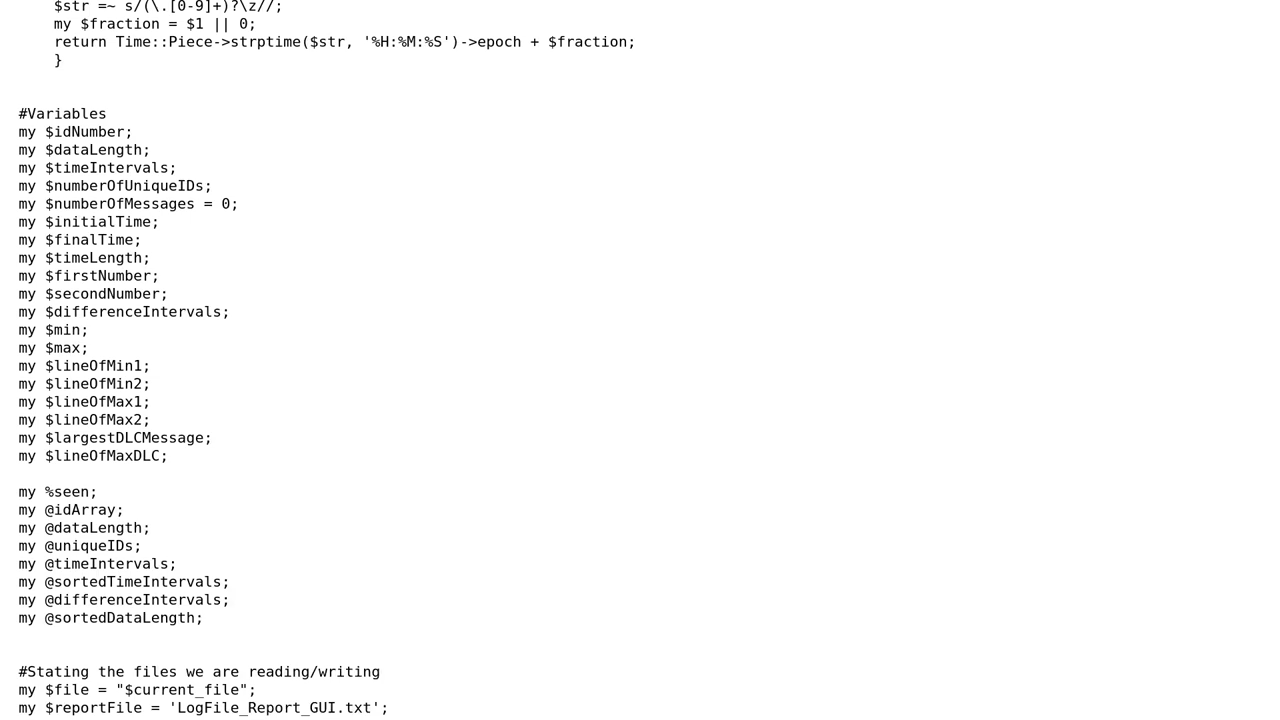 $str =~ s/(\.[0-9]+)?\z//;
my $fraction = $1 || 0;
return Time::Piece->strptime($str, '%H:%M:%S')->epoch + $fraction;
}
#Variables
my $idNumber;
my $dataLength;
my $timeIntervals;
my $numberOfUniqueIDs;
my $numberOfMessages = 0;
my $initialTime;
my $finalTime;
my $timeLength;
my $firstNumber;
my $secondNumber;
my $differenceIntervals;
my $min;
my $max;
my $lineOfMin1;
my $lineOfMin2;
my $lineOfMax1;
my $lineOfMax2;
my $largestDLCMessage;
my $lineOfMaxDLC;
my %seen;
my @idArray;
my @dataLength;
my @uniqueIDs;
my @timeIntervals;
my @sortedTimeIntervals;
my @differenceIntervals;
my @sortedDataLength;
#Stating the files we are reading/writing
my $file = "$current_file";
my $reportFile = 'LogFile_Report_GUI.txt';